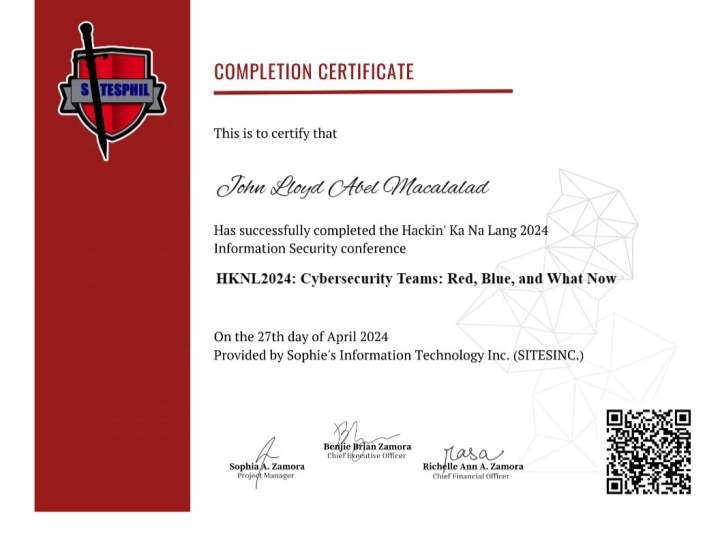 S TESPHIL
COMPLETION CERTIFICATE
This is to certify that
John Lloyd Abel Macalalad
Has successfully completed the Hackin' Ka Na Lang 2024
Information Security conference
HKNL2024: Cybersecurity Teams: Red, Blue, and What Now
On the 27th day of April 2024
Provided by Sophie's Information Technology Inc. (SITESINC.)
Sophia A. Zamora
Project Manager
Benjie Brian Zamora
Chief Executive Officer
rasa
Richelle Ann A. Zamora
Chief Financial Officer